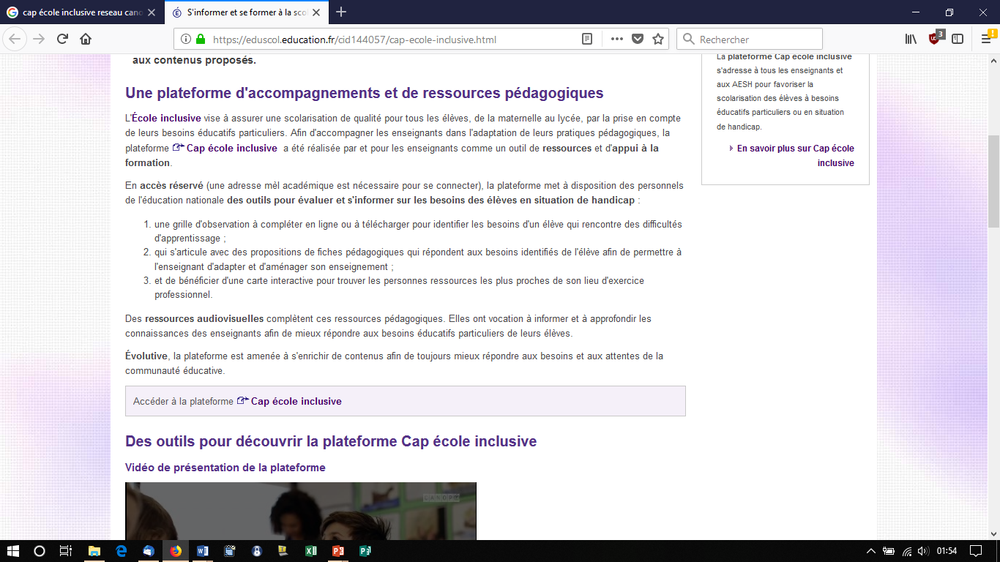 cap école inclusive reseau cano
S'informer et se former à la scol
https://eduscol.education.fr/cid144057/cap-ecole-inclusive.html
Rechercher
3
aux contenus proposés.
Une plateforme d'accompagnements et de ressources pédagogiques
L'École inclusive vise à assurer une scolarisation de qualité pour tous les élèves, de la maternelle au lycée, par la prise en compte
de leurs besoins éducatifs particuliers. Afin d'accompagner les enseignants dans l'adaptation de leurs pratiques pédagogiques, la
plateforme Cap école inclusive a été réalisée par et pour les enseignants comme un outil de ressources et d'appui à la
formation.
En accès réservé (une adresse mèl académique est nécessaire pour se connecter), la plateforme met à disposition des personnels
de l'éducation nationale des outils pour évaluer et s'informer sur les besoins des élèves en situation de handicap :
1. une grille d'observation à compléter en ligne ou à télécharger pour identifier les besoins d'un élève qui rencontre des difficultés
d'apprentissage ;
2. qui s'articule avec des propositions de fiches pédagogiques qui répondent aux besoins identifiés de l'élève afin de permettre à
l'enseignant d'adapter et d'aménager son enseignement ;
3. et de bénéficier d'une carte interactive pour trouver les personnes ressources les plus proches de son lieu d'exercice
professionnel.
Des ressources audiovisuelles complètent ces ressources pédagogiques. Elles ont vocation à informer et à approfondir les
connaissances des enseignants afin de mieux répondre aux besoins éducatifs particuliers de leurs élèves.
Évolutive, la plateforme est amenée à s'enrichir de contenus afin de toujours mieux répondre aux besoins et aux attentes de la
communauté éducative.
Accéder à la plateforme Cap école inclusive
Des outils pour découvrir la plateforme Cap école inclusive
Vidéo de présentation de la plateforme
CANOPÉ
La plateforme Cap école inclusive
s'adresse à tous les enseignants et
aux AESH pour favoriser la
scolarisation des élèves à besoins
éducatifs particuliers ou en situation
de handicap.
En savoir plus sur Cap école
inclusive
01:54